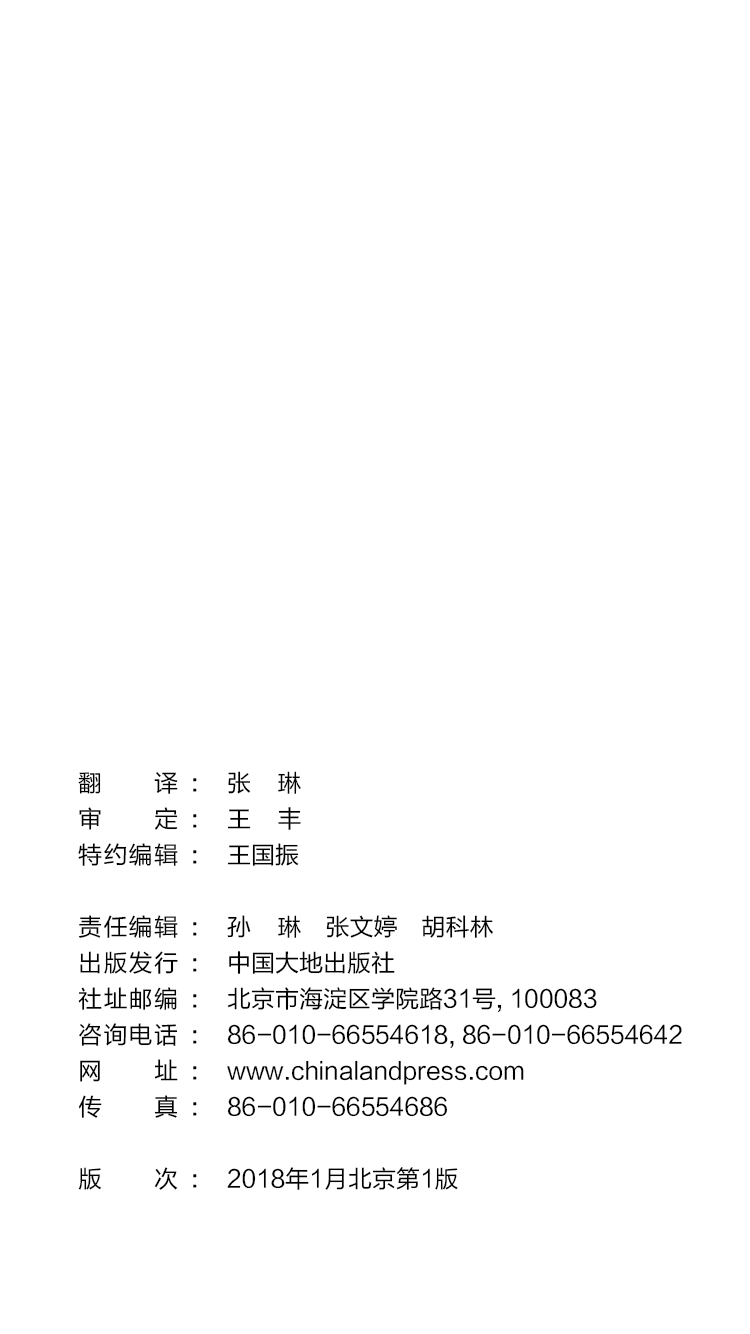 翻　　译： 张　琳
审　　定： 王　丰
特约编辑： 王国振
责任编辑： 孙　琳　张文婷　胡科林
出版发行： 中国大地出版社
社址邮编： 北京市海淀区学院路31号, 100083
咨询电话： 86-010-66554618, 86-010-66554642
网　　址： www.chinalandpress.com
传　　真： 86-010-66554686
版　　次： 2018年1月北京第1版